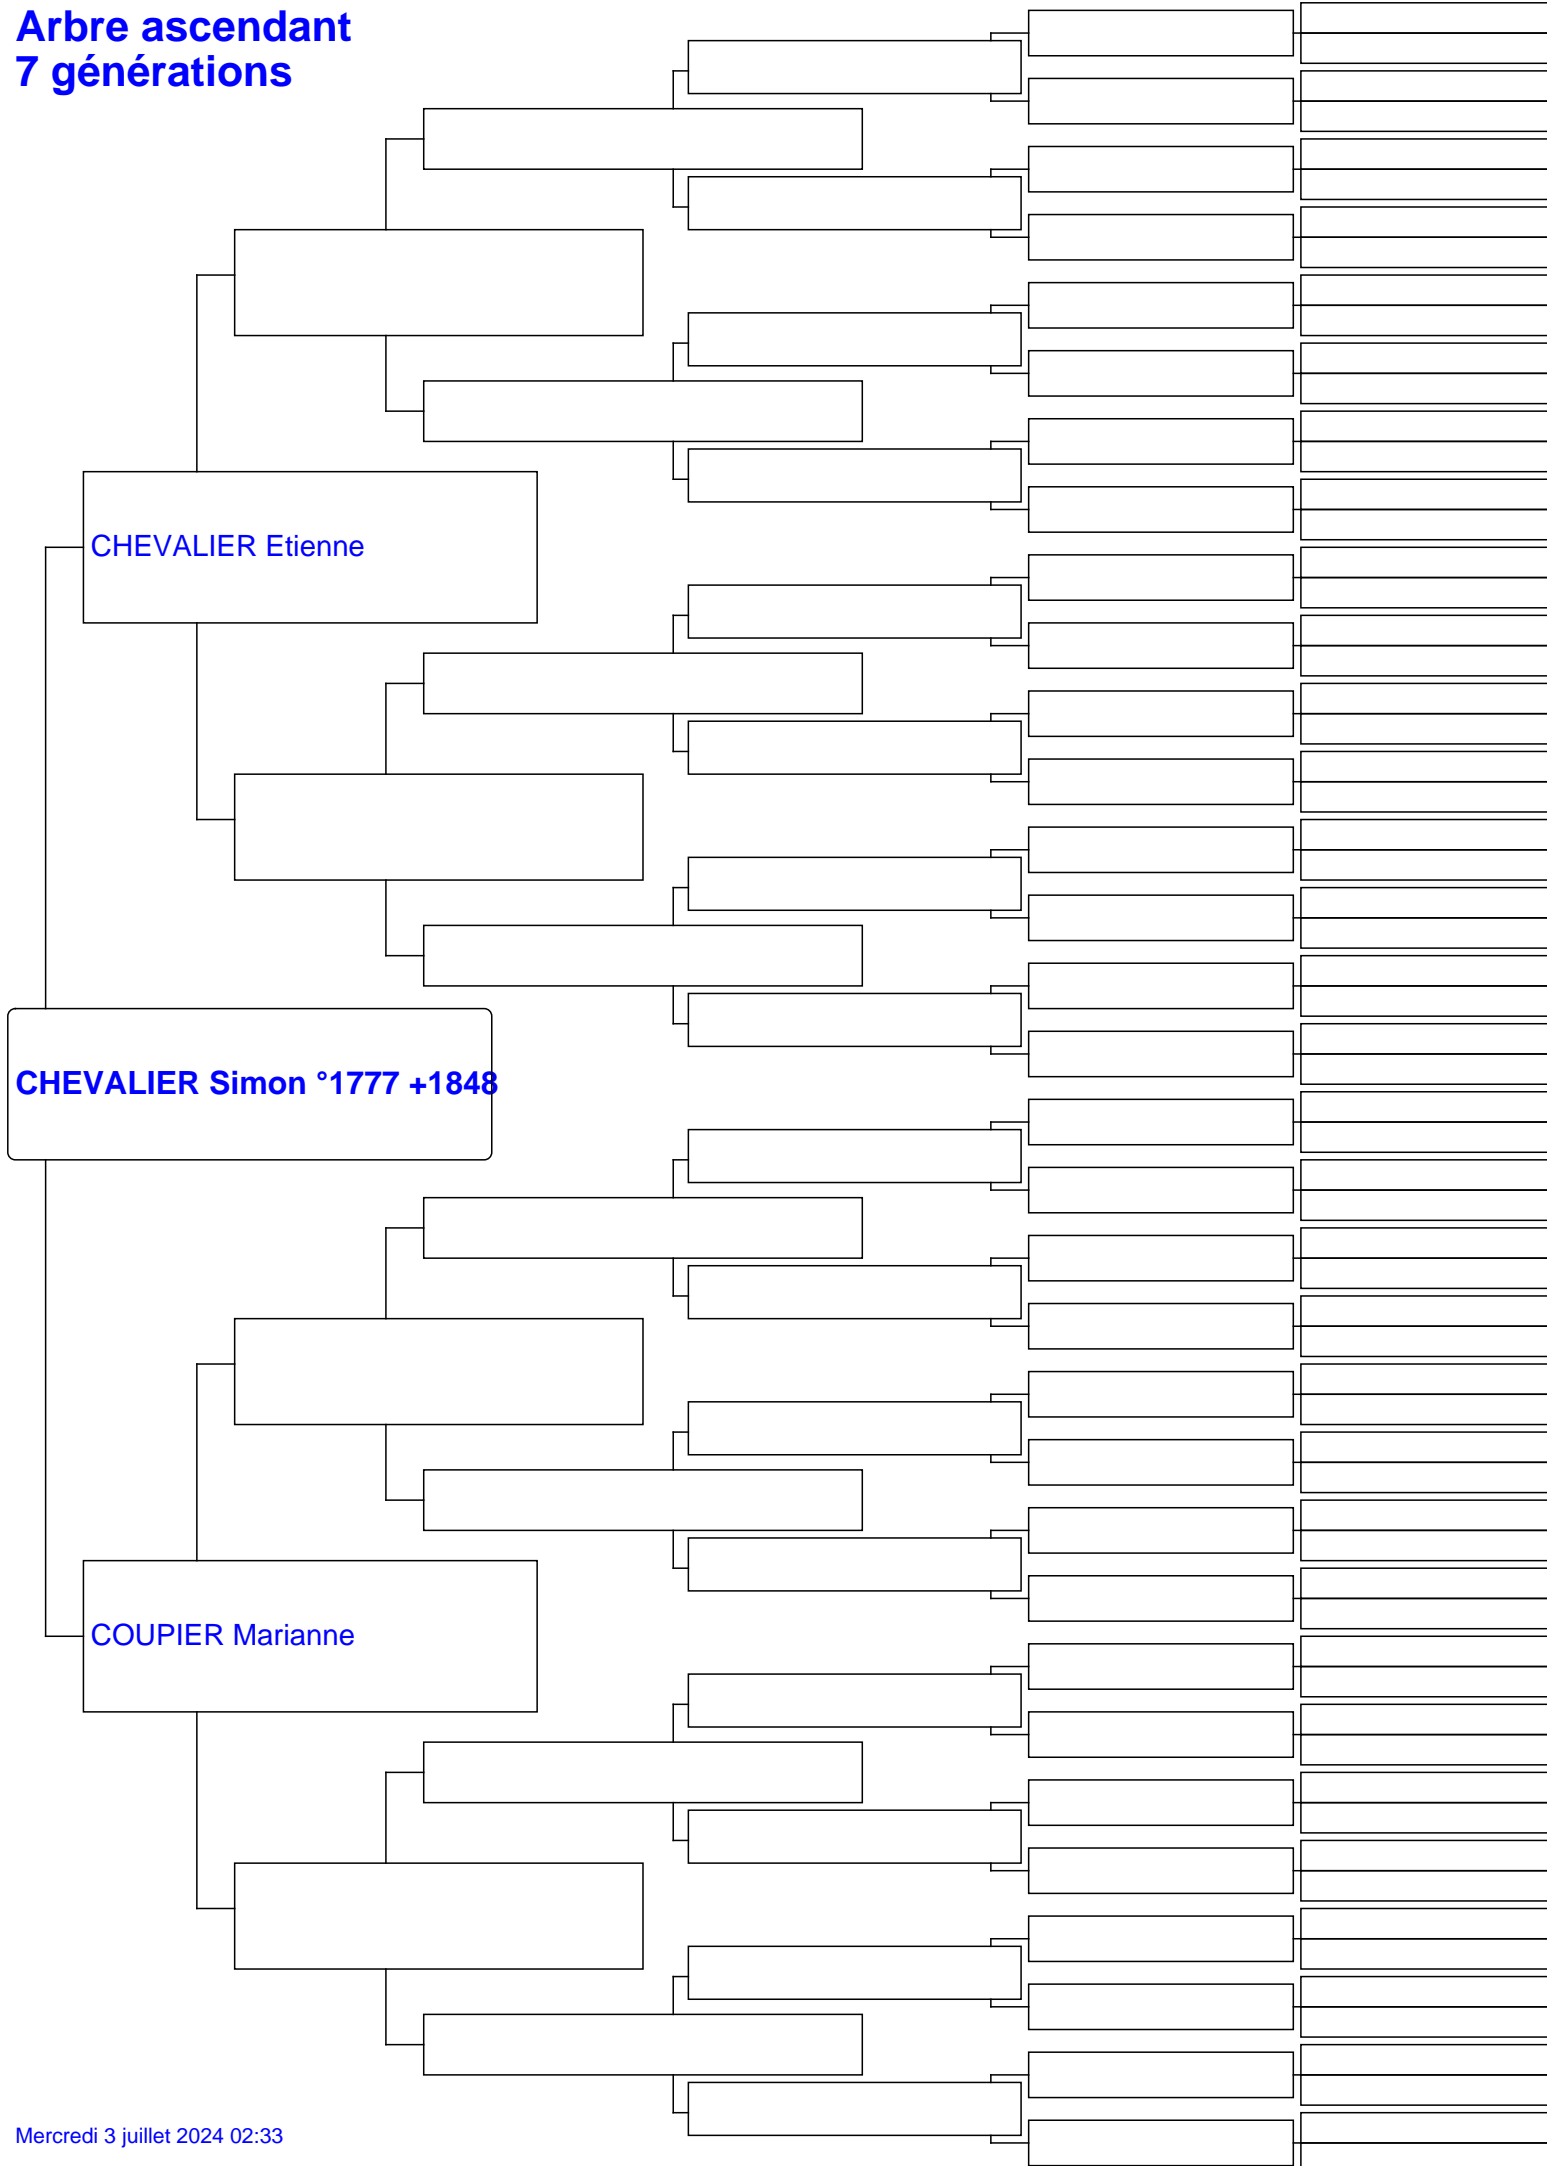 Arbre ascendant
7 générations
CHEVALIER Etienne
CHEVALIER Simon °1777 +1848
COUPIER Marianne
Mercredi 3 juillet 2024 02:33